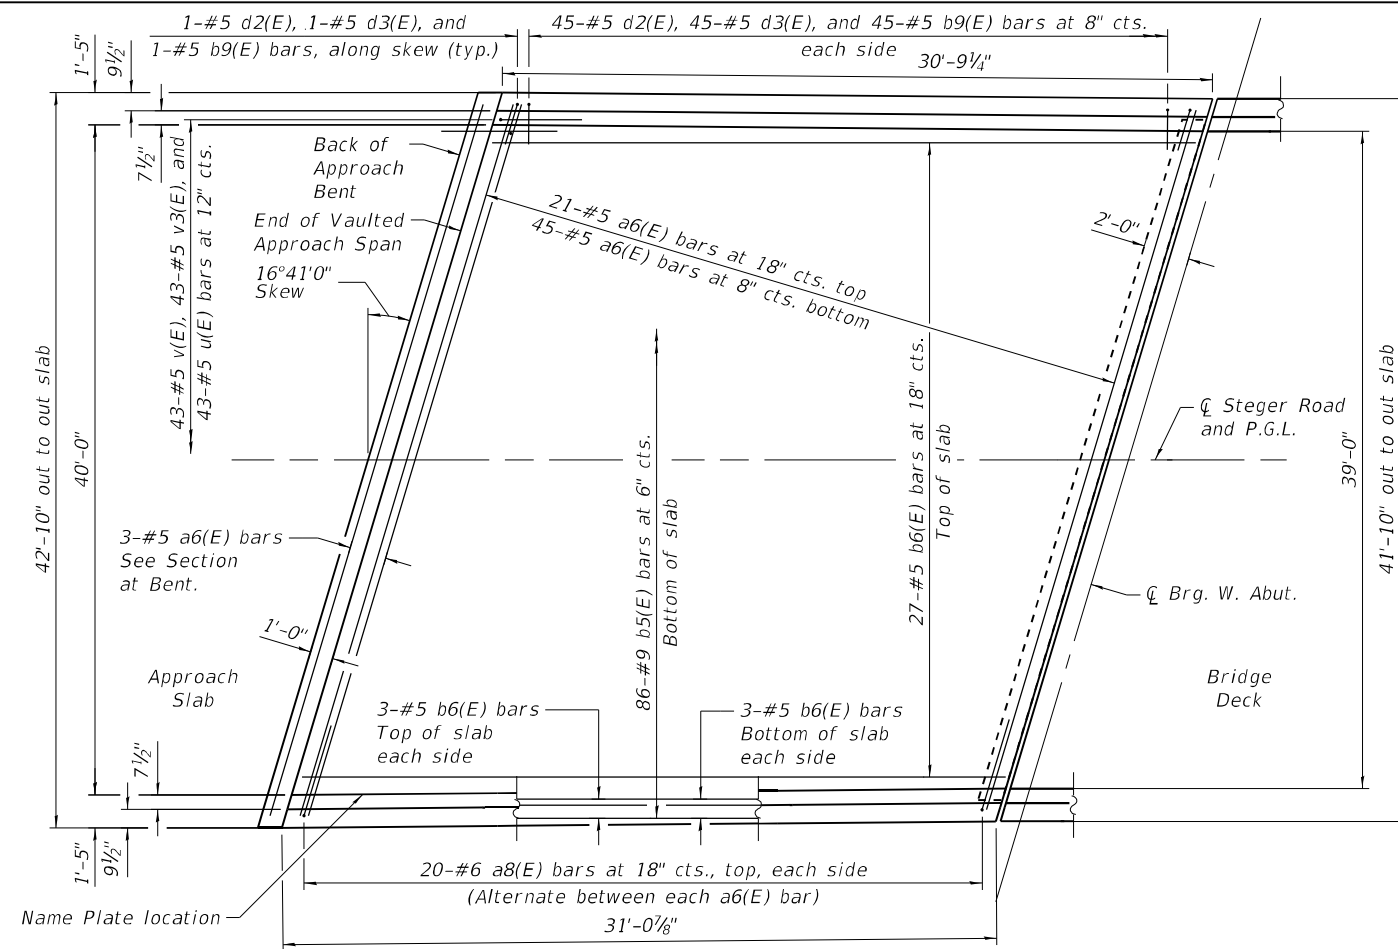 1-#5 d2(E), 1-#5 d3(E), and
1-#5 b9(E) bars, along skew (typ.)
45-#5 d2(E), 45-#5 d3(E), and 45-#5 b9(E) bars at 8" cts.
each side
30'-9¼"
1'-5"
9½"
7½"
43-#5 v(E), 43-#5 v3(E), and
43-#5 u(E) bars at 12" cts.
Back of
Approach
Bent
End of Vaulted
Approach Span
16°41'0"
Skew
21-#5 a6(E) bars at 18" cts. top
45-#5 a6(E) bars at 8" cts. bottom
2'-0"
42'-10" out to out slab
40'-0"
86-#9 b5(E) bars at 6" cts.
Bottom of slab
27-#5 b6(E) bars at 18" cts.
Top of slab
℄ Steger Road
and P.G.L.
39'-0"
41'-10" out to out slab
3-#5 a6(E) bars
See Section
at Bent.
1'-0"
℄ Brg. W. Abut.
Approach
Slab
Bridge
Deck
3-#5 b6(E) bars
Top of slab
each side
3-#5 b6(E) bars
Bottom of slab
each side
7½"
1'-5"
9½"
20-#6 a8(E) bars at 18" cts., top, each side
(Alternate between each a6(E) bar)
Name Plate location
31'-0⅞"